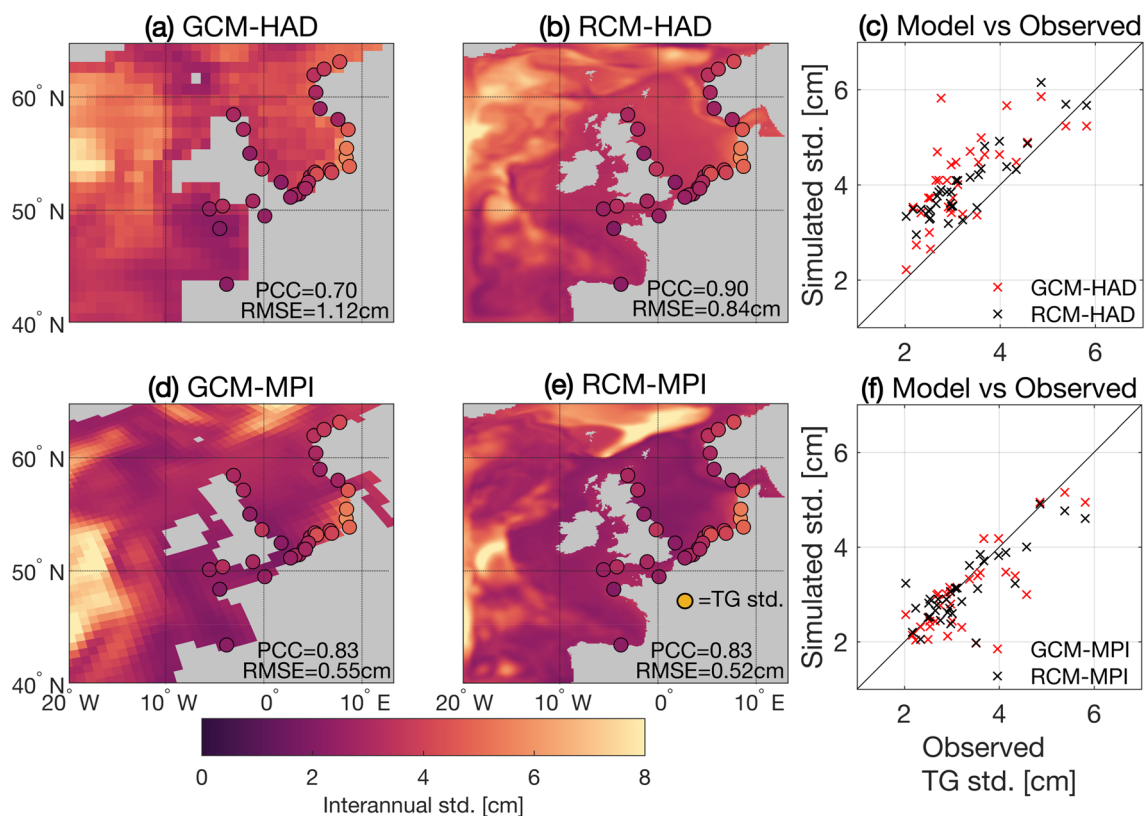 (a) GCM-HAD
(b) RCM-HAD
(c) Model vs Observed
60° N
50° N
40° N
PCC=0.70
RMSE=1.12cm
PCC=0.90
RMSE=0.84cm
Simulated std. [cm]
6
4
2
GCM-HAD
RCM-HAD
2
4
6
(d) GCM-MPI
(e) RCM-MPI
(f) Model vs Observed
60° N
50° N
40° N
20° W
10°
0°
10° E
PCC=0.83
RMSE=0.55cm
=TG std.
PCC=0.83
RMSE=0.52cm
20° W
10°
0°
10° E
Simulated std. [cm]
6
4
2
GCM-MPI
RCM-MPI
2
4
6
Observed
TG std. [cm]
0
2
4
6
8
Interannual std. [cm]